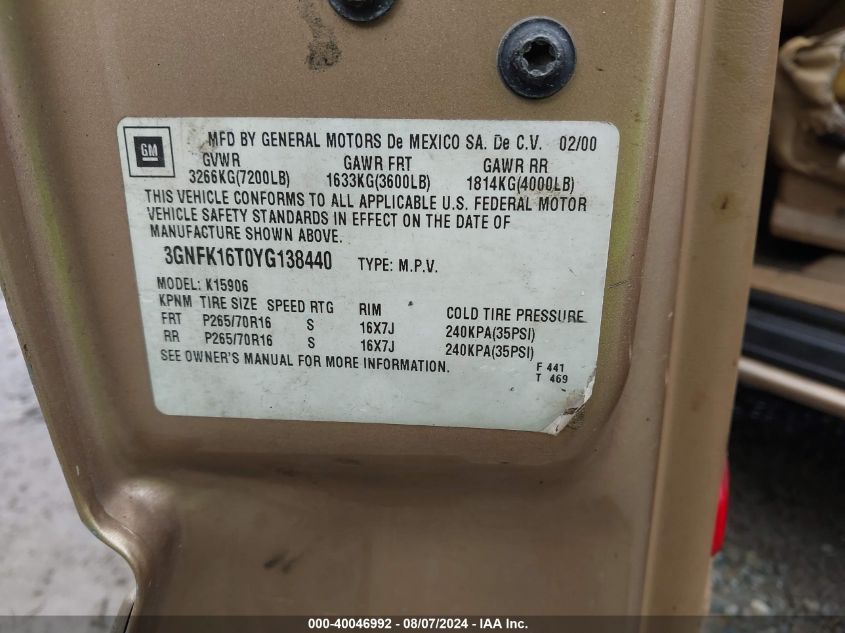 GM
MFD BY GENERAL MOTORS De MEXICO SA. De C.V. 02/00
GVWR GAWR FRT GAWR RR
3266KG(7200LB) 1633KG(3600LB) 1814KG(4000LB)
THIS VEHICLE CONFORMS TO ALL APPLICABLE U.S. FEDERAL MOTOR
VEHICLE SAFETY STANDARDS IN EFFECT ON THE DATE OF
MANUFACTURE SHOWN ABOVE.
3GNFK16T0YG138440 TYPE: M.P.V.
MODEL: K15906
KPNM TIRE SIZE SPEED RTG RIM COLD TIRE PRESSURE
FRT P265/70R16 S 16X7J 240KPA(35PSI)
RR P265/70R16 S 16X7J 240KPA(35PSI)
SEE OWNER'S MANUAL FOR MORE INFORMATION.
F 441
T 469
000-40046992 - 08/07/2024 - IAA Inc.